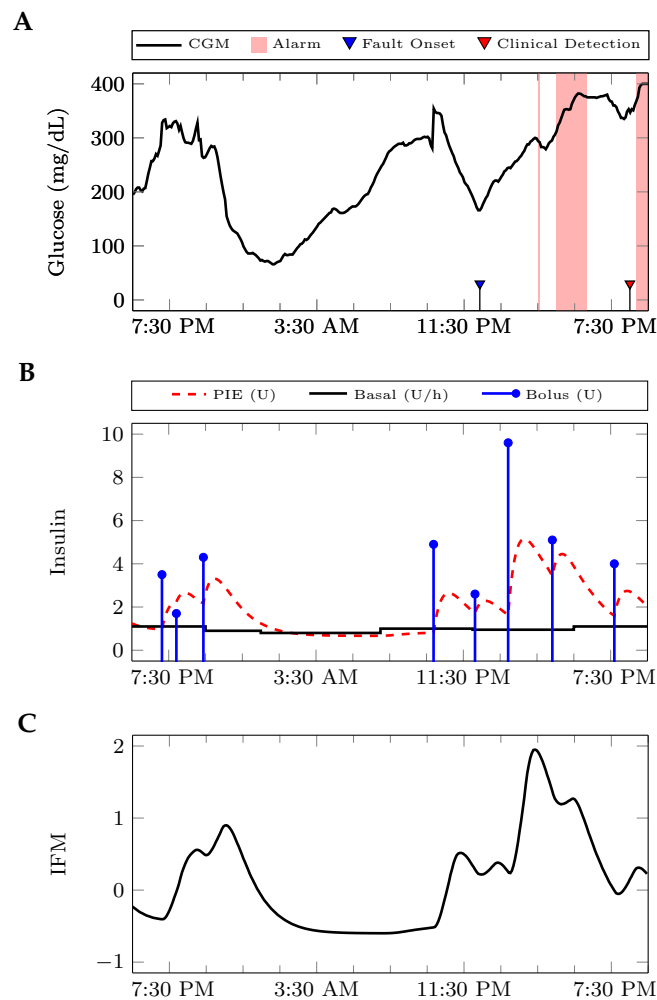 A
CGM Alarm Fault Onset Clinical Detection
400
300
200
100
0
Glucose (mg/dL)
7:30 PM 3:30 AM 11:30 PM 7:30 PM
B
PIE (U) Basal (U/h) Bolus (U)
10
8
6
4
2
0
Insulin
7:30 PM 3:30 AM 11:30 PM 7:30 PM
C
2
1
0
−1
IFM
7:30 PM 3:30 AM 11:30 PM 7:30 PM